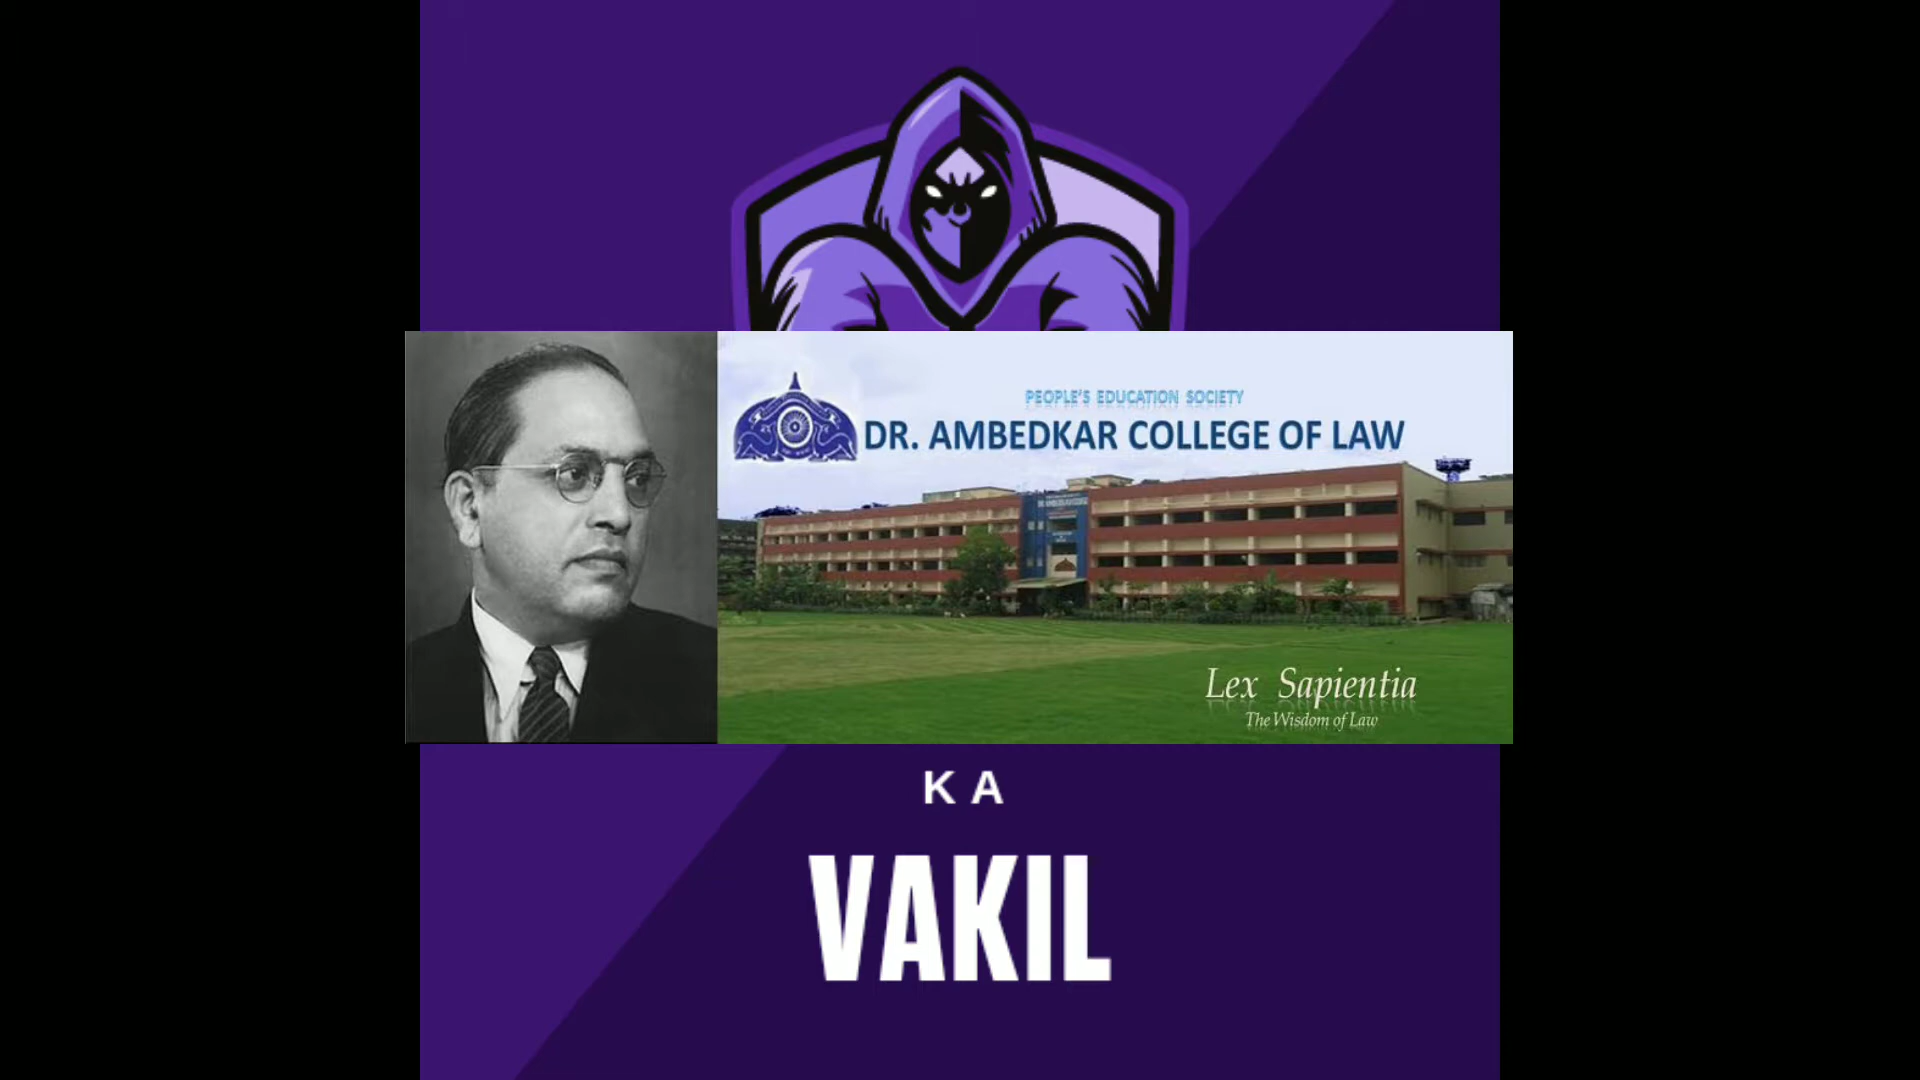 PEOPLE'S EDUCATION SOCIETY
DR. AMBEDKAR COLLEGE OF LAW
Lex Sapientia
The Wisdom of Law
KA
VAKIL